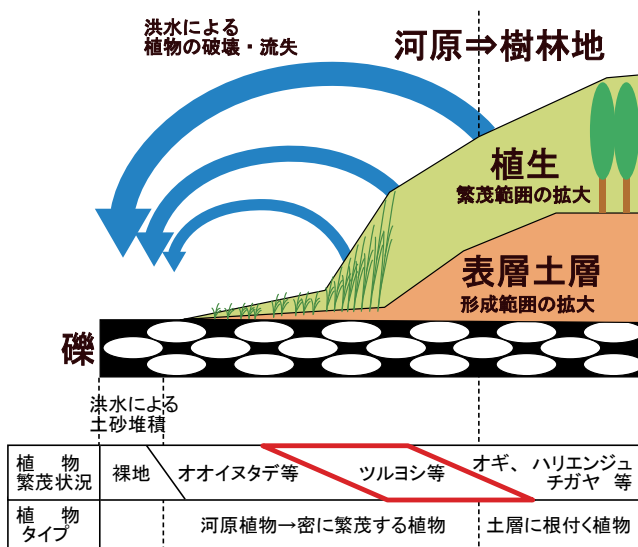 洪水による
植物の破壊・流失
河原⇒樹林地
植生
繁茂範囲の拡大
表層土層
形成範囲の拡大
礫
洪水による
土砂堆積
植　物
繁茂状況
裸地
オオイヌタデ等
ツルヨシ等
オギ、ハリエンジュ
チガヤ 等
植　物
タイプ
河原植物→密に繁茂する植物
土層に根付く植物